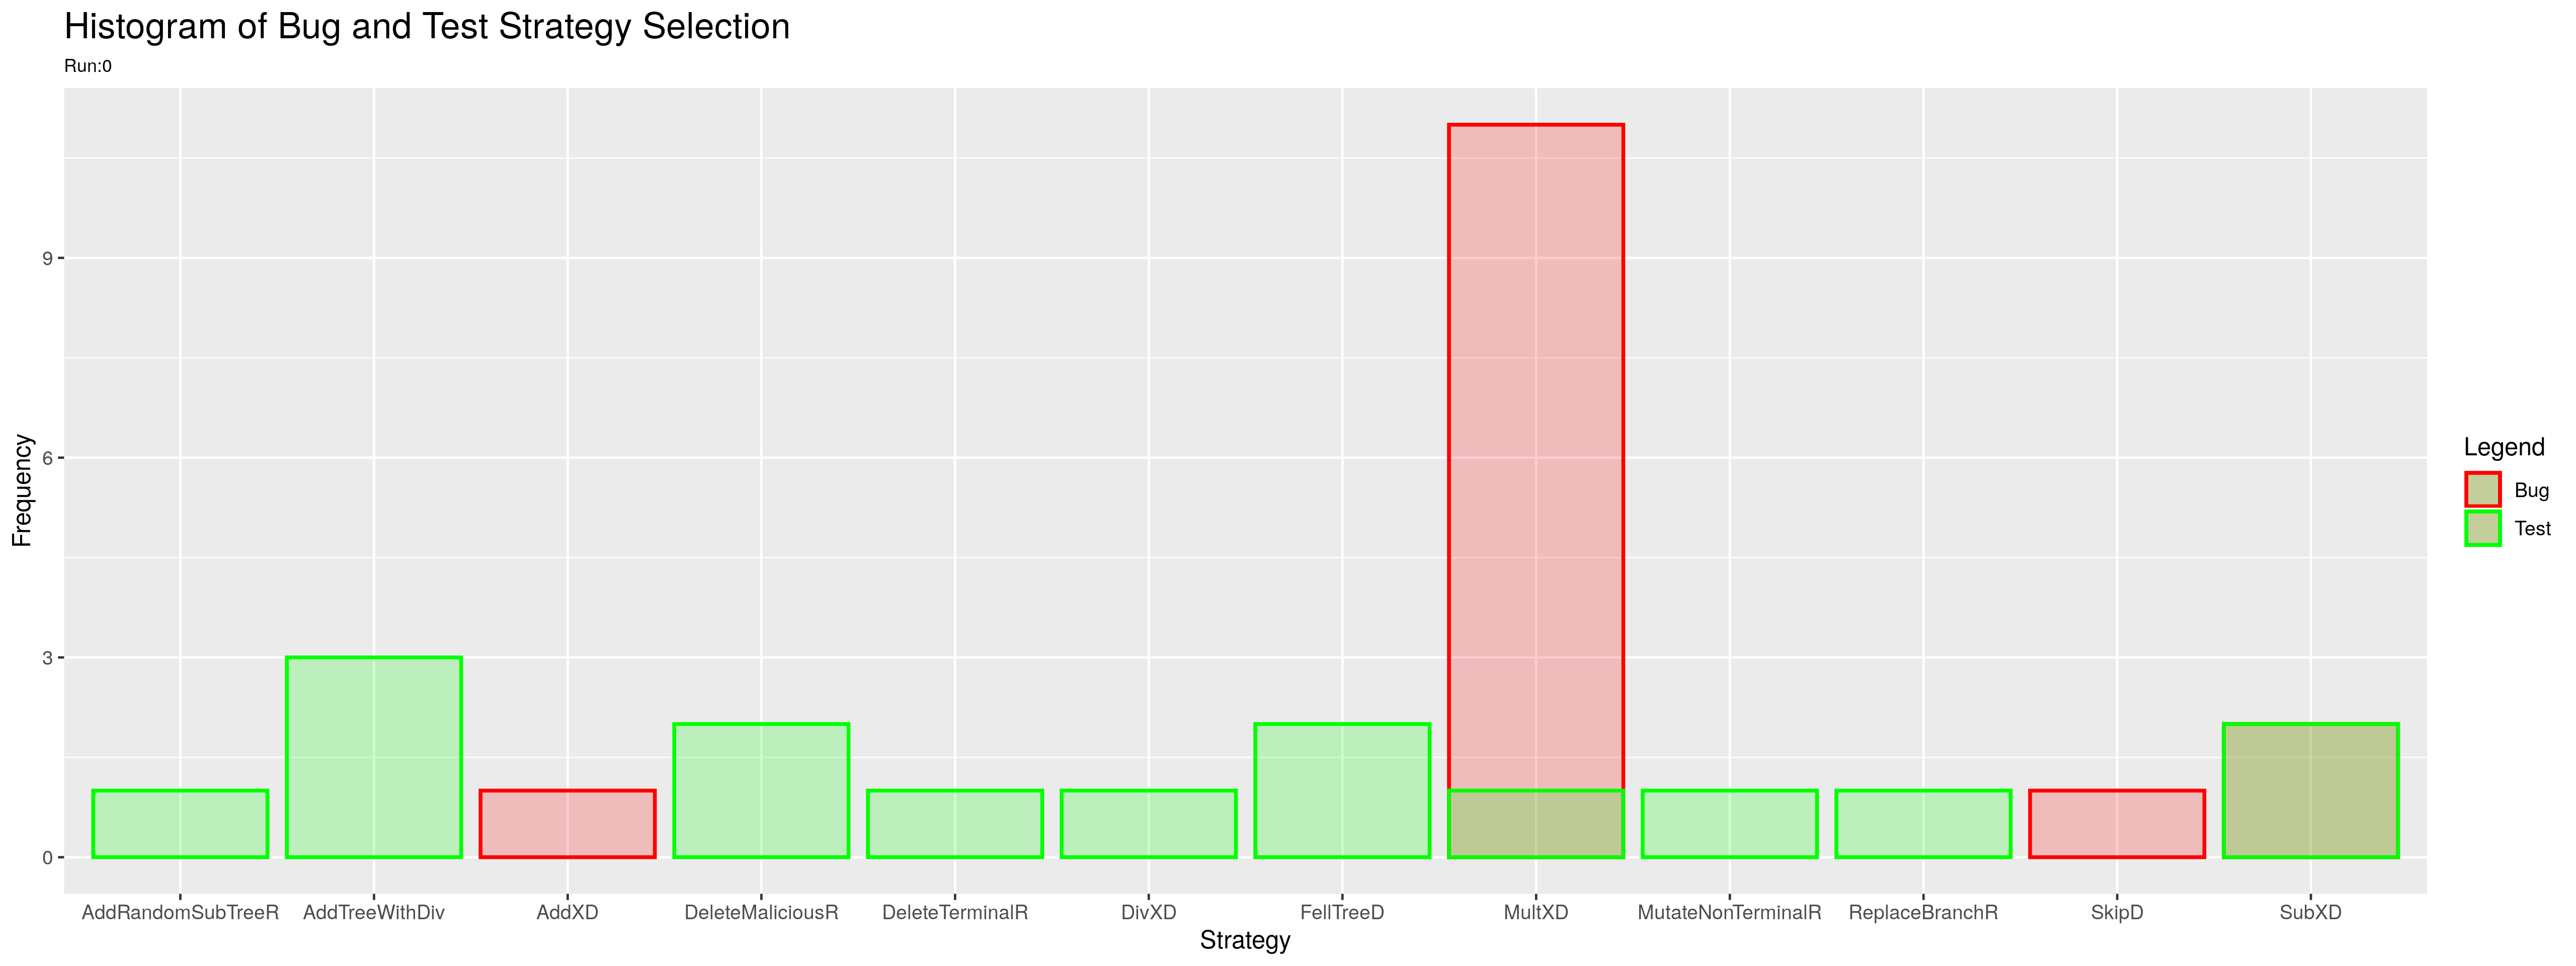 Histogram of Bug and Test Strategy Selection
Run:0
Frequency
9
6
3
0
AddRandomSubTreeR AddTreeWithDiv AddXD DeleteMaliciousR DeleteTerminalR DivXD FellTreeD MultXD MutateNonTerminalR ReplaceBranchR SkipD SubXD
Strategy
Legend
Bug
Test